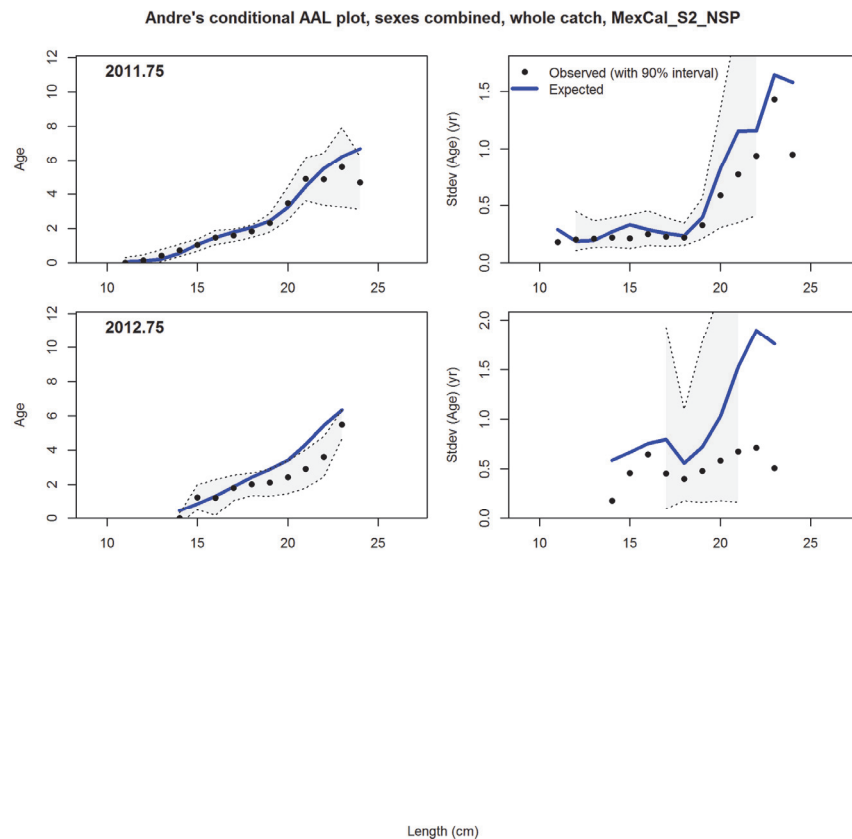 Andre's conditional AAL plot, sexes combined, whole catch, MexCal_S2_NSP
2011.75
Age
0 2 4 6 8 10 12
10 15 20 25
Observed (with 90% interval)
Expected
Stdev (Age) (yr)
0.0 0.5 1.0 1.5
10 15 20 25
2012.75
Age
0 2 4 6 8 10 12
10 15 20 25
Stdev (Age) (yr)
0.0 0.5 1.0 1.5 2.0
10 15 20 25
Length (cm)